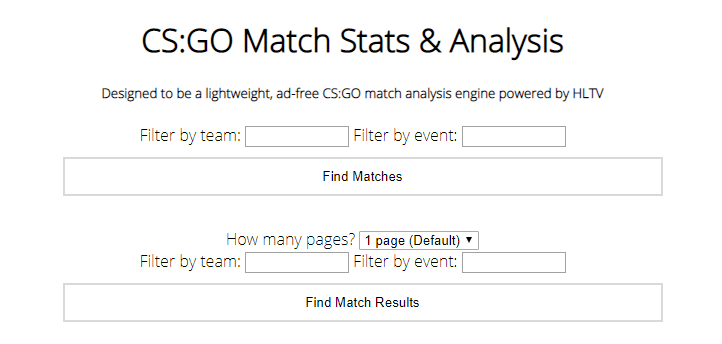 CS:GO Match Stats & Analysis
Designed to be a lightweight, ad-free CS:GO match analysis engine powered by HLTV
Filter by team: Filter by event:
Find Matches
How many pages? 1 page (Default)
Filter by team: Filter by event:
Find Match Results